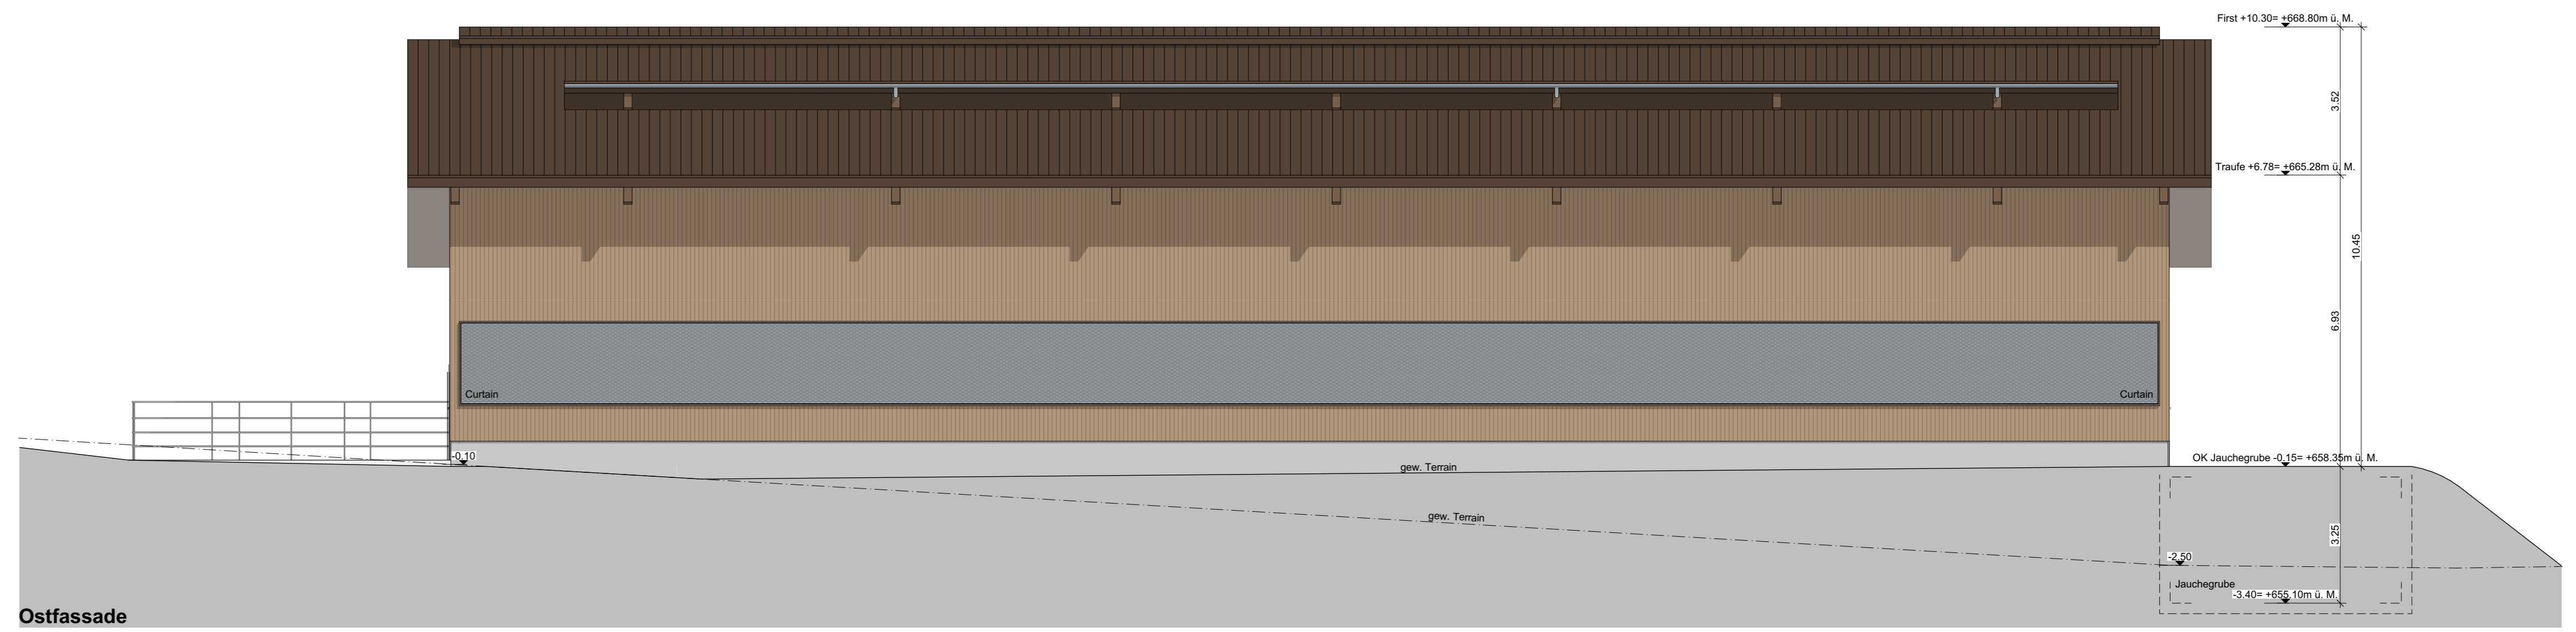 First +10.30= +668.80m ü. M.
3.52
Traufe +6.78= +665.28m ü. M.
10.45
6.93
Curtain
Curtain
-0.10
gew. Terrain
OK Jauchegrube -0.15= +658.35m ü. M.
gew. Terrain
3.25
-2.50
Jauchegrube
-3.40= +655.10m ü. M.
Ostfassade